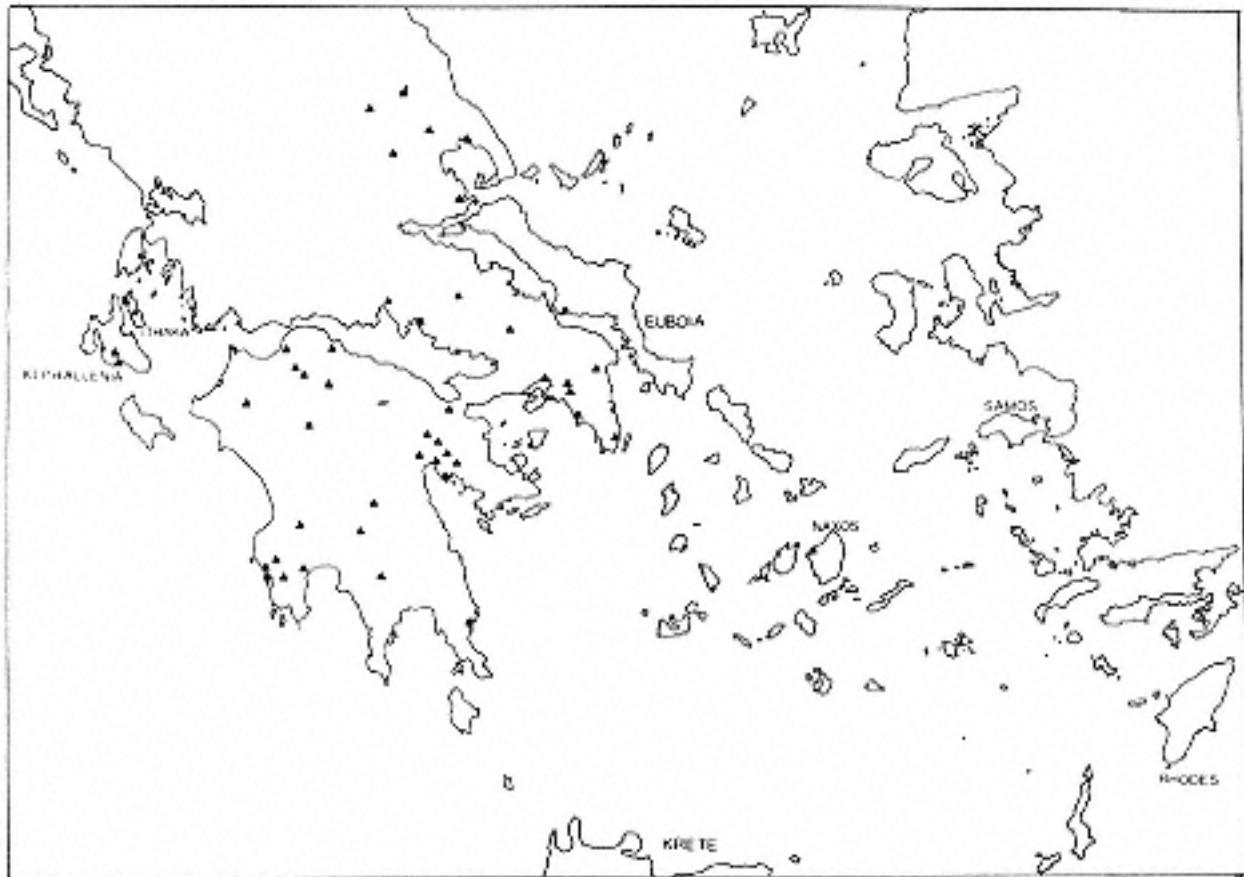 EUBOIA
ITHAKA
KEPHALLENIA
SAMOS
NAXOS
RHODES
KRETE